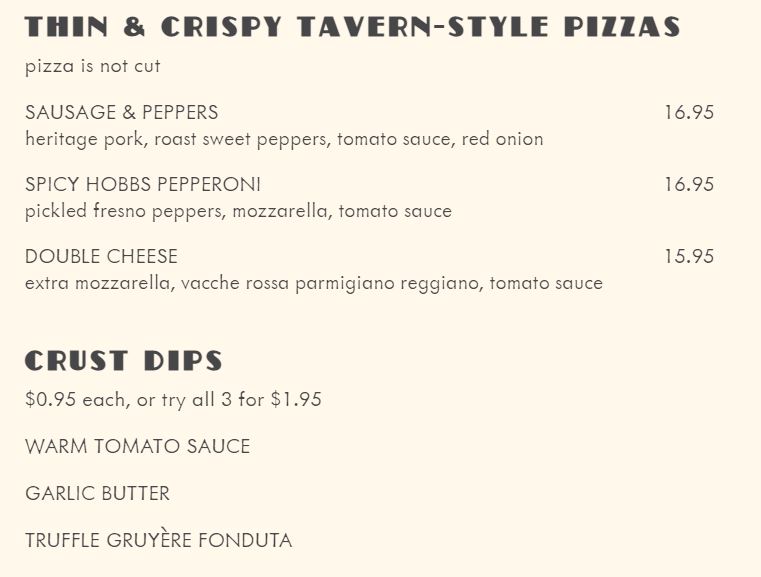 THIN & CRISPY TAVERN-STYLE PIZZAS
pizza is not cut
SAUSAGE & PEPPERS 16.95
heritage pork, roast sweet peppers, tomato sauce, red onion
SPICY HOBBS PEPPERONI 16.95
pickled fresno peppers, mozzarella, tomato sauce
DOUBLE CHEESE 15.95
extra mozzarella, vacche rossa parmigiano reggiano, tomato sauce
CRUST DIPS
$0.95 each, or try all 3 for $1.95
WARM TOMATO SAUCE
GARLIC BUTTER
TRUFFLE GRUYÈRE FONDUTA